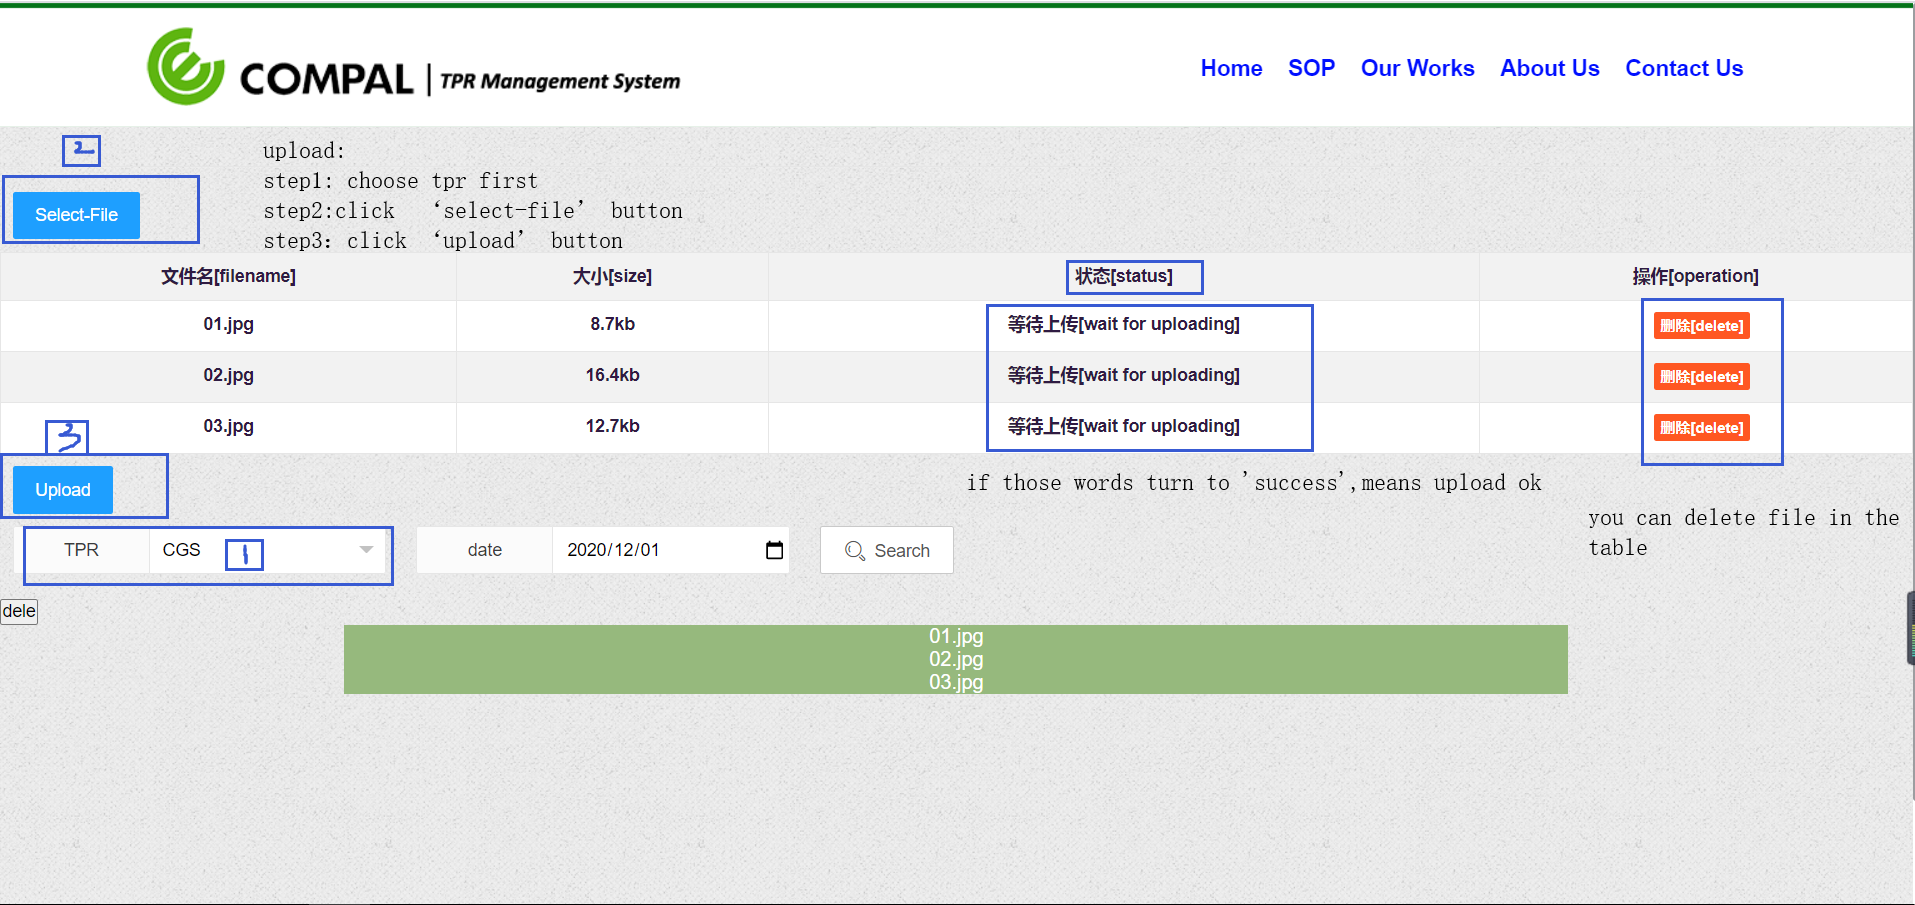 COMPAL | TPR Management System
Home SOP Our Works About Us Contact Us
2
upload:
step1: choose tpr first
step2:click ‘select-file’ button
step3: click ‘upload’ button
Select-File
文件名[filename] 大小[size] 状态[status] 操作[operation]
01.jpg 8.7kb 等待上传[wait for uploading] 删除[delete]
02.jpg 16.4kb 等待上传[wait for uploading] 删除[delete]
03.jpg 12.7kb 等待上传[wait for uploading] 删除[delete]
3
Upload
if those words turn to 'success',means upload ok
you can delete file in the
table
TPR CGS 1 date 2020/12/01 Search
dele
01.jpg
02.jpg
03.jpg